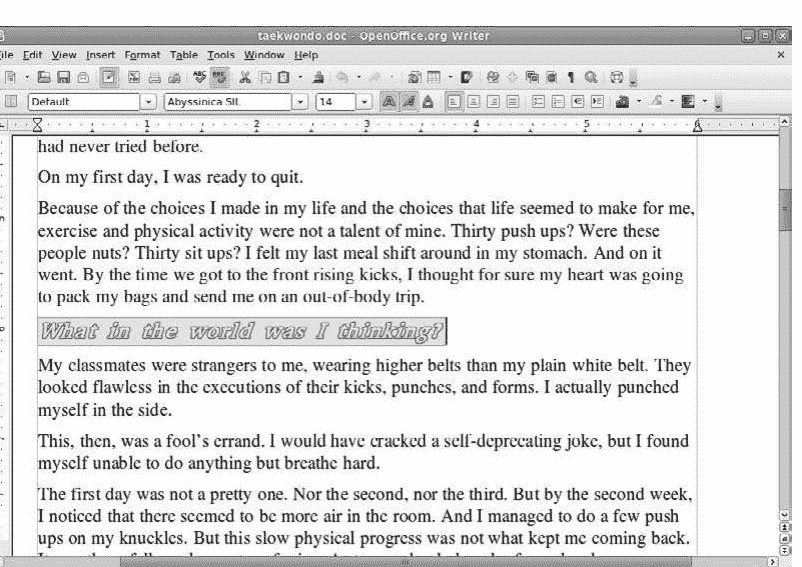 taekwondo.doc - OpenOffice.org Writer
ile Edit View Insert Format Table Tools Window Help
Default Abyssinica SIL 14
1 2 3 4 5
had never tried before.
On my first day, I was ready to quit.
Because of the choices I made in my life and the choices that life seemed to make for me,
exercise and physical activity were not a talent of mine. Thirty push ups? Were these
people nuts? Thirty sit ups? I felt my last meal shift around in my stomach. And on it
went. By the time we got to the front rising kicks, I thought for sure my heart was going
to pack my bags and send me on an out-of-body trip.
What in the world was I thinking?
My classmates were strangers to me, wearing higher belts than my plain white belt. They
looked flawless in the executions of their kicks, punches, and forms. I actually punched
myself in the side.
This, then, was a fool's errand. I would have cracked a self-deprecating joke, but I found
myself unable to do anything but breathe hard.
The first day was not a pretty one. Nor the second, nor the third. But by the second week,
I noticed that there seemed to be more air in the room. And I managed to do a few push
ups on my knuckles. But this slow physical progress was not what kept me coming back.